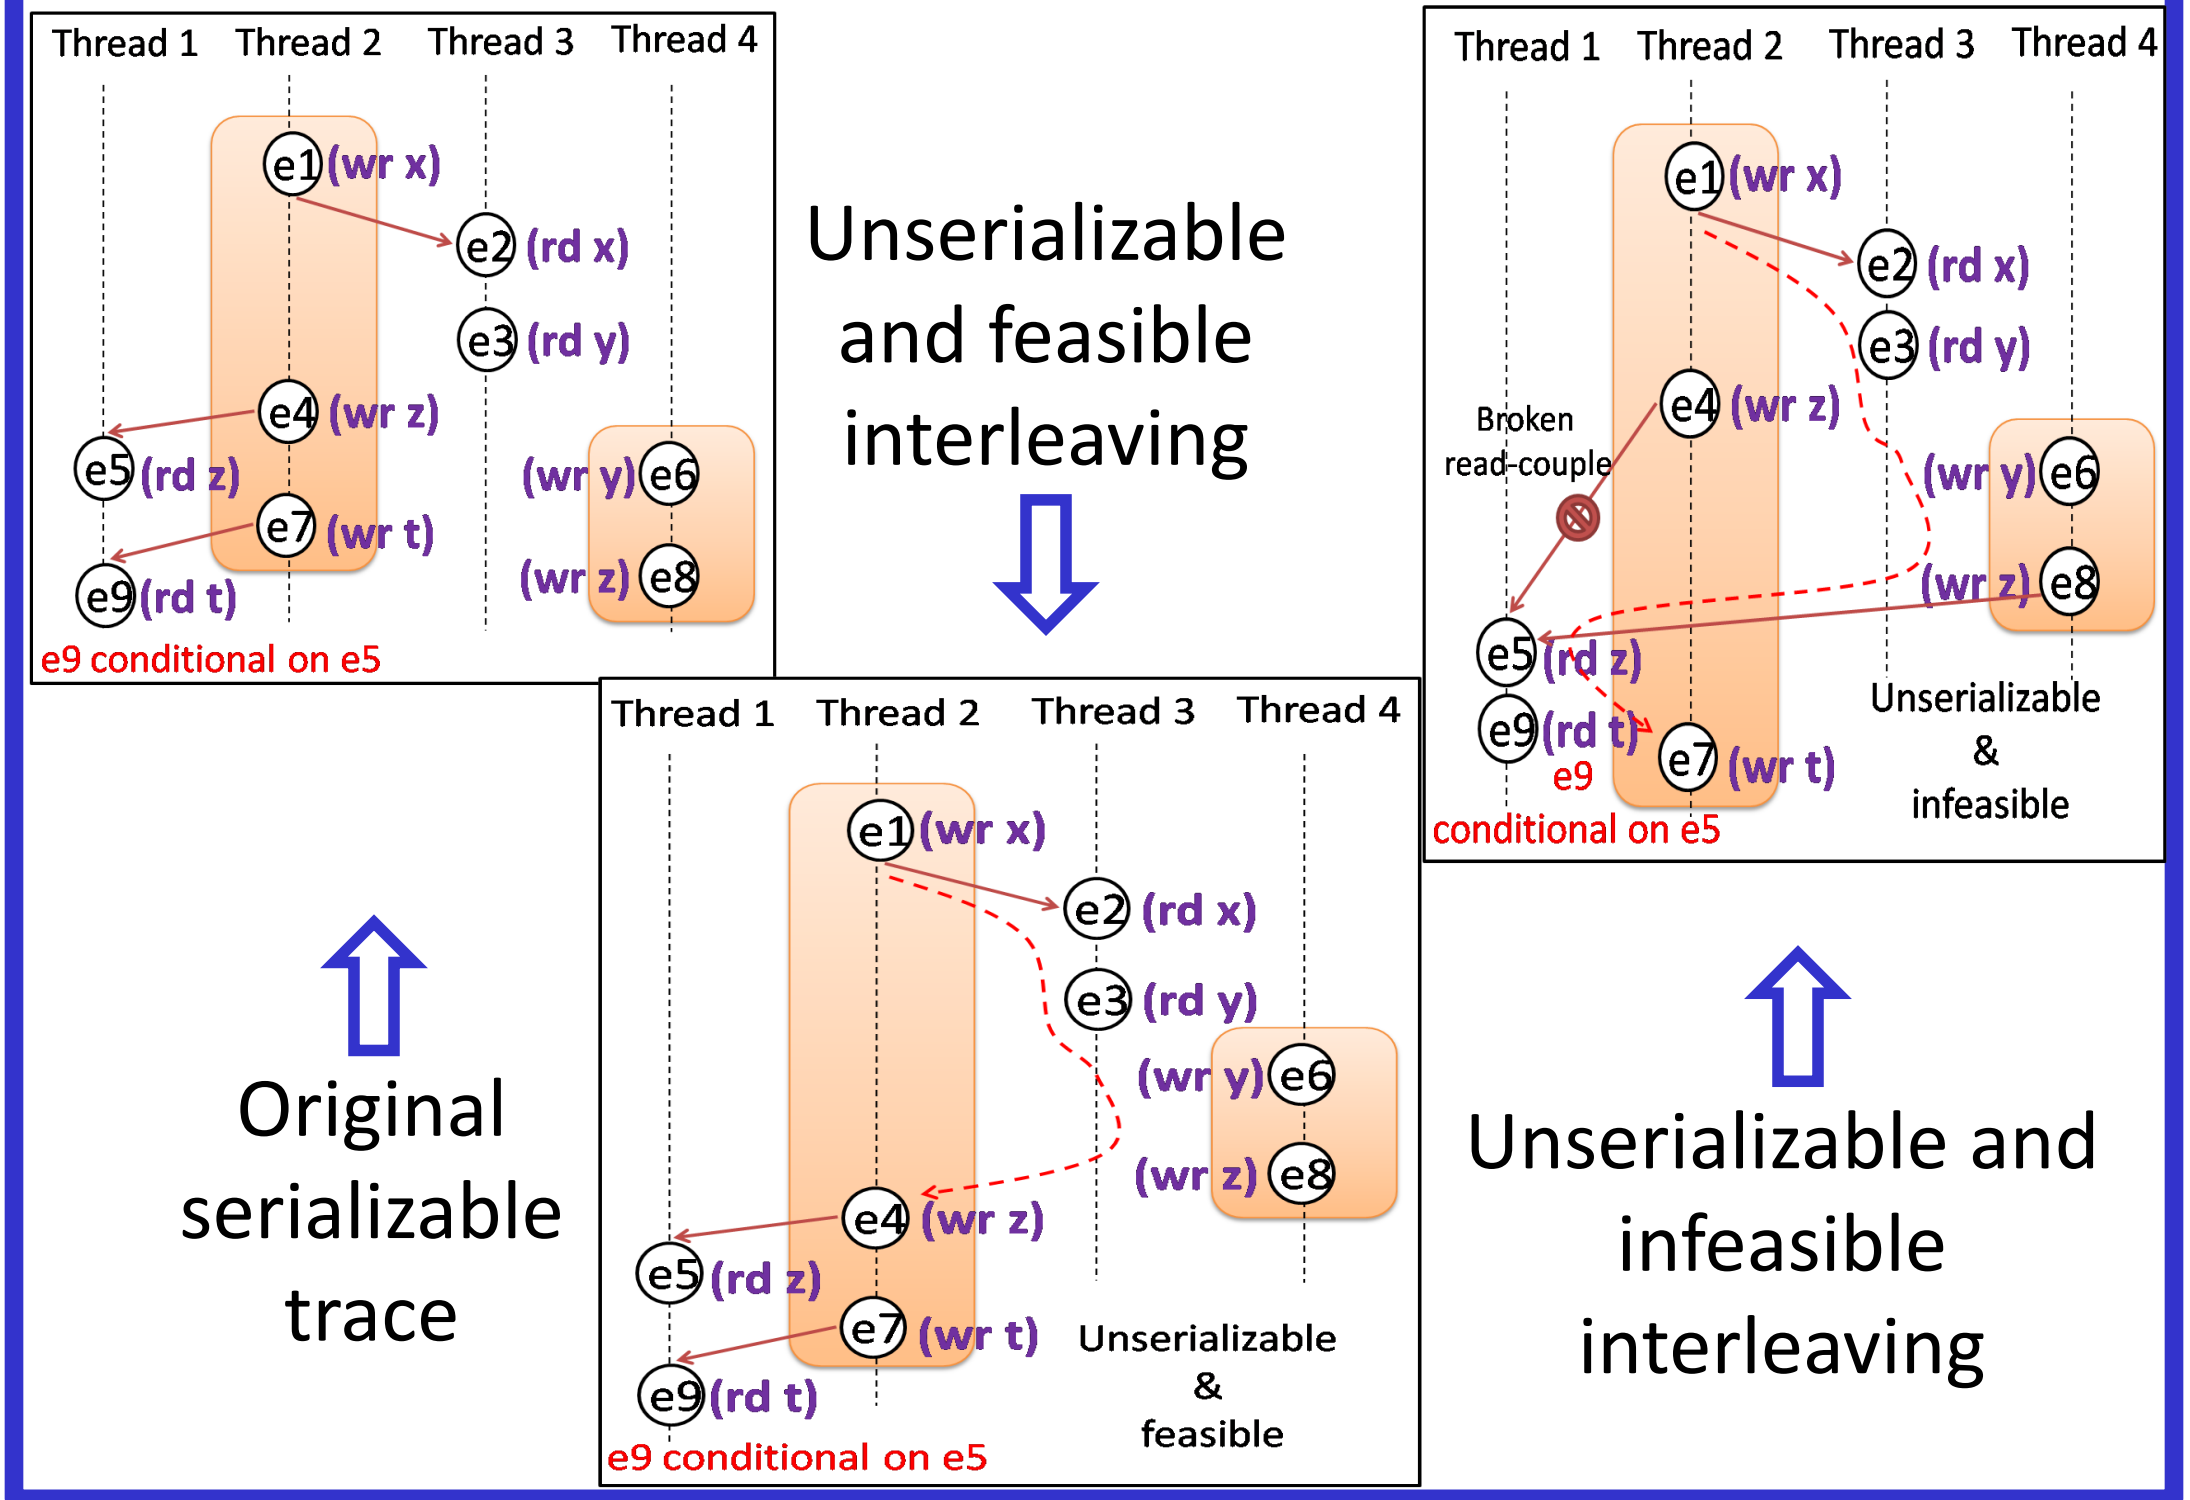 Thread 1 Thread 2 Thread 3 Thread 4
e1 (wr x)
e2 (rd x)
e3 (rd y)
e4 (wr z)
e5 (rd z)
(wr y) e6
e7 (wr t)
(wr z) e8
e9 (rd t)
e9 conditional on e5
Unserializable
and feasible
interleaving
Thread 1 Thread 2 Thread 3 Thread 4
e1 (wr x)
e2 (rd x)
e3 (rd y)
e4 (wr z)
Broken
read-couple
(wr y) e6
(wr z) e8
e5 (rd z)
e9 (rd t)
e7 (wr t)
e9
conditional on e5
Unserializable
&
infeasible
Thread 1 Thread 2 Thread 3 Thread 4
e1 (wr x)
e2 (rd x)
e3 (rd y)
(wr y) e6
(wr z) e8
e4 (wr z)
e5 (rd z)
e7 (wr t)
e9 (rd t)
e9 conditional on e5
Unserializable
&
feasible
Original
serializable
trace
Unserializable and
infeasible
interleaving